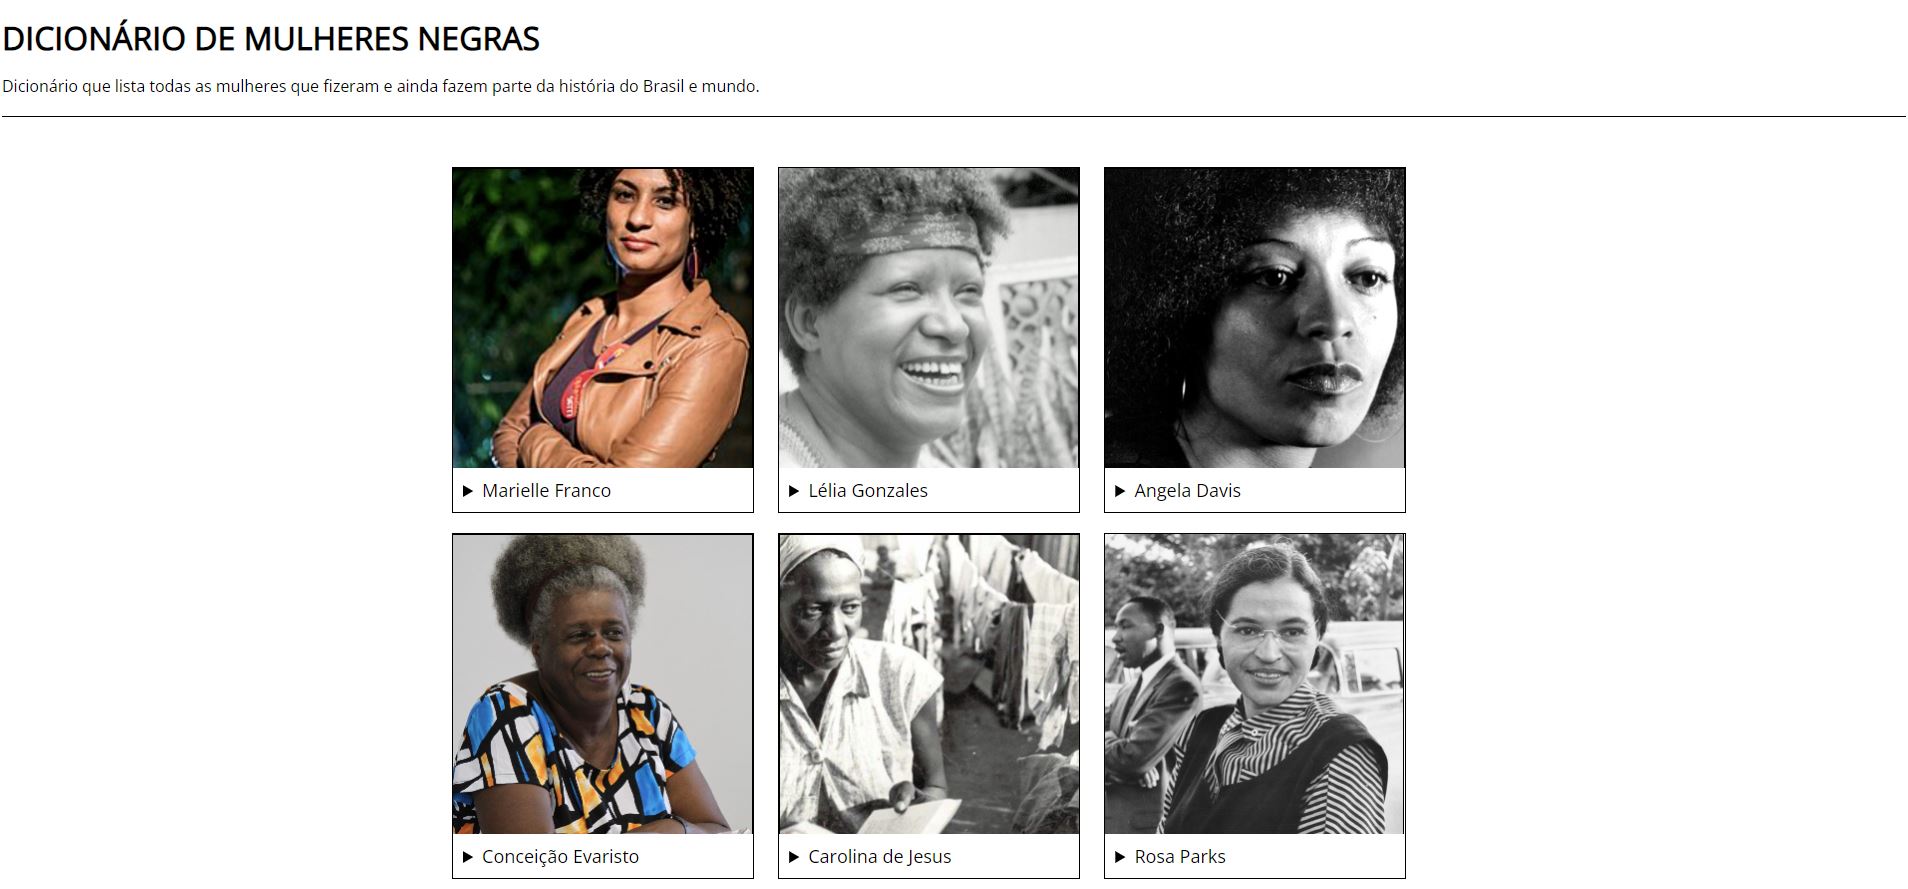 DICIONÁRIO DE MULHERES NEGRAS
Dicionário que lista todas as mulheres que fizeram e ainda fazem parte da história do Brasil e mundo.
Marielle Franco
Lélia Gonzales
Angela Davis
Conceição Evaristo
Carolina de Jesus
Rosa Parks